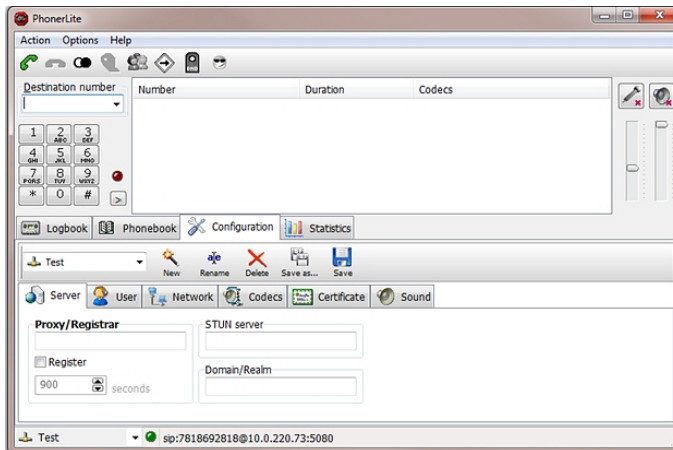 PhonerLite
Action Options Help
Destination number
Number Duration Codecs
1 2 ABC 3 DEF
4 GHI 5 JKL 6 MNO
7 PQRS 8 TUV 9 WXYZ
* 0 # >
Logbook Phonebook Configuration Statistics
Test New Rename Delete Save as... Save
Server User Network Codecs Certificate Sound
Proxy/Registrar STUN server
Register
Domain/Realm
900 seconds
Test sip:7818692818@10.0.220.73:5080